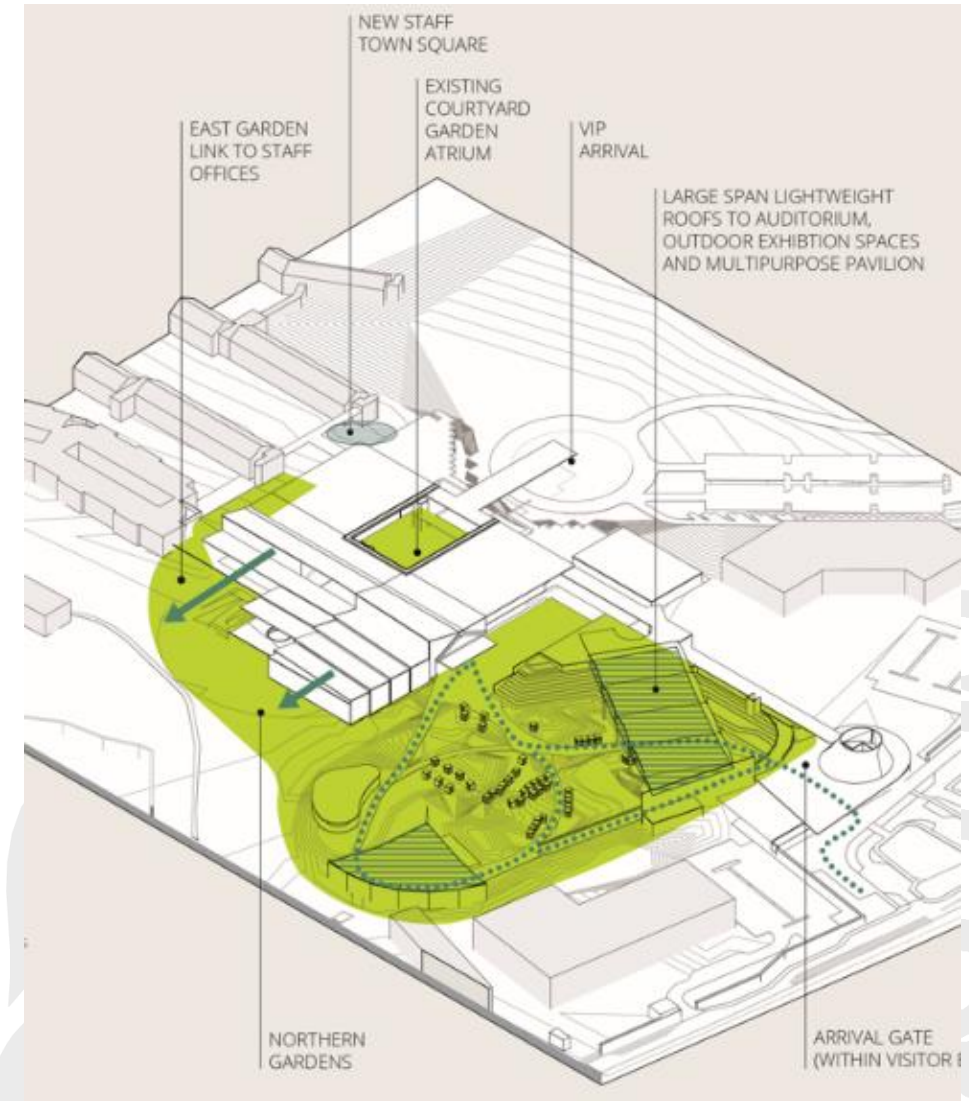 NEW STAFF
TOWN SQUARE
EXISTING
COURTYARD
GARDEN
ATRIUM
EAST GARDEN
LINK TO STAFF
OFFICES
VIP
ARRIVAL
LARGE SPAN LIGHTWEIGHT
ROOFS TO AUDITORIUM,
OUTDOOR EXHIBTION SPACES
AND MULTIPURPOSE PAVILION
NORTHERN
GARDENS
ARRIVAL GATE
(WITHIN VISITOR